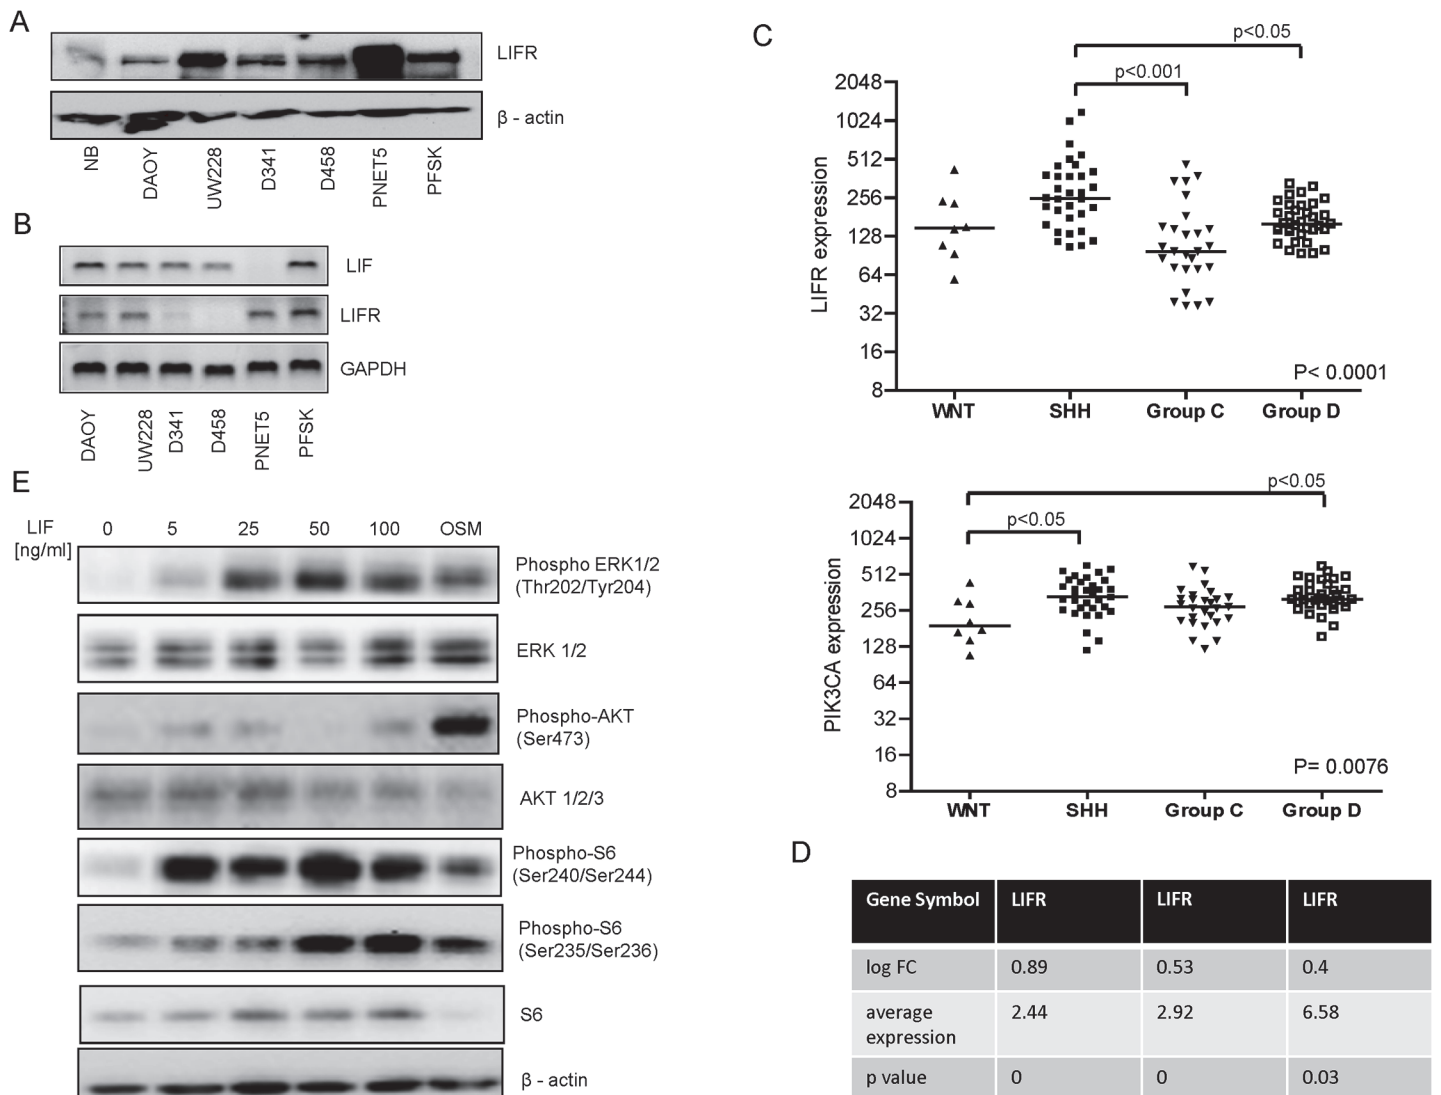 A
LIFR
β - actin
NB
DAOY
UW228
D341
D458
PNET5
PFSK
B
LIF
LIFR
GAPDH
DAOY
UW228
D341
D458
PNET5
PFSK
C
p<0.05
p<0.001
LIFR expression
2048
1024
512
256
128
64
32
16
8
P< 0.0001
WNT SHH Group C Group D
p<0.05
p<0.05
PIK3CA expression
2048
1024
512
256
128
64
32
16
8
P= 0.0076
WNT SHH Group C Group D
D
Gene Symbol LIFR LIFR LIFR
log FC 0.89 0.53 0.4
average 2.44 2.92 6.58
expression
p value 0 0 0.03
E
LIF 0 5 25 50 100 OSM
[ng/ml]
Phospho ERK1/2
(Thr202/Tyr204)
ERK 1/2
Phospho-AKT
(Ser473)
AKT 1/2/3
Phospho-S6
(Ser240/Ser244)
Phospho-S6
(Ser235/Ser236)
S6
β - actin